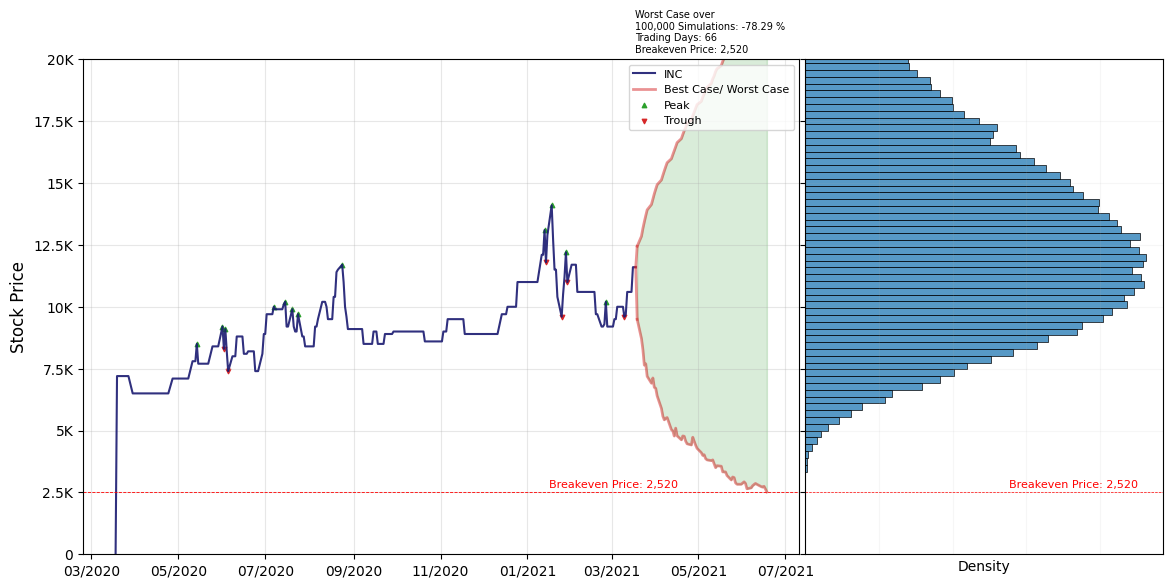 Worst Case over
100,000 Simulations: -78.29 %
Trading Days: 66
Breakeven Price: 2,520
INC
Best Case/ Worst Case
Peak
Trough
Stock Price
20K
17.5K
15K
12.5K
10K
7.5K
5K
2.5K
0
Breakeven Price: 2,520
Breakeven Price: 2,520
03/2020 05/2020 07/2020 09/2020 11/2020 01/2021 03/2021 05/2021 07/2021
Density